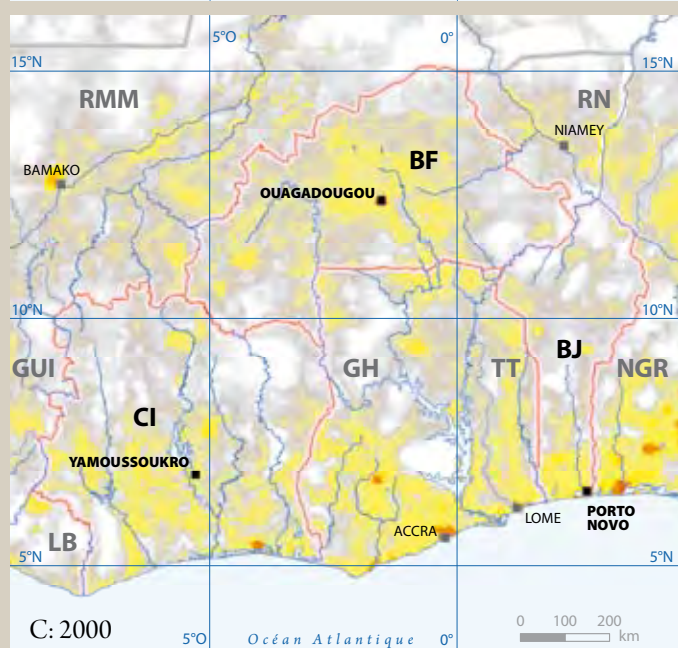 5°O
0°
15°N
15°N
RMM
RN
NIAMEY
BF
BAMAKO
OUAGADOUGOU
10°N
10°N
GUI
GH
TT
BJ
NGR
CI
YAMOUSSOUKRO
LB
ACCRA
LOME
PORTO
NOVO
5°N
5°N
C: 2000
5°O
Océan Atlantique
0°
0 100 200
km